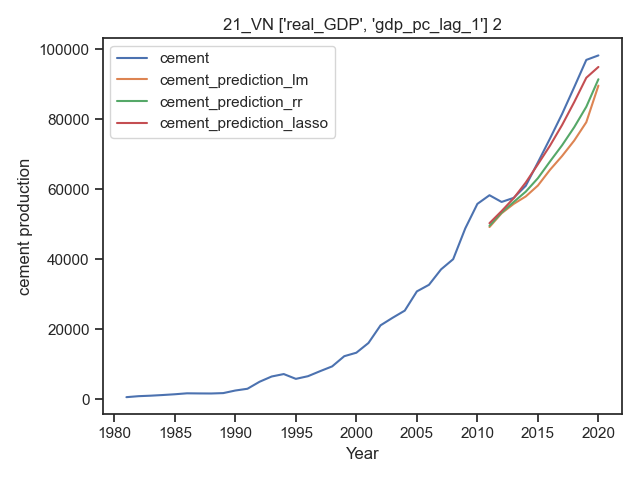 21_VN ['real_GDP', 'gdp_pc_lag_1'] 2
cement
cement_prediction_lm
cement_prediction_rr
cement_prediction_lasso
cement production
100000
80000
60000
40000
20000
0
1980 1985 1990 1995 2000 2005 2010 2015 2020
Year